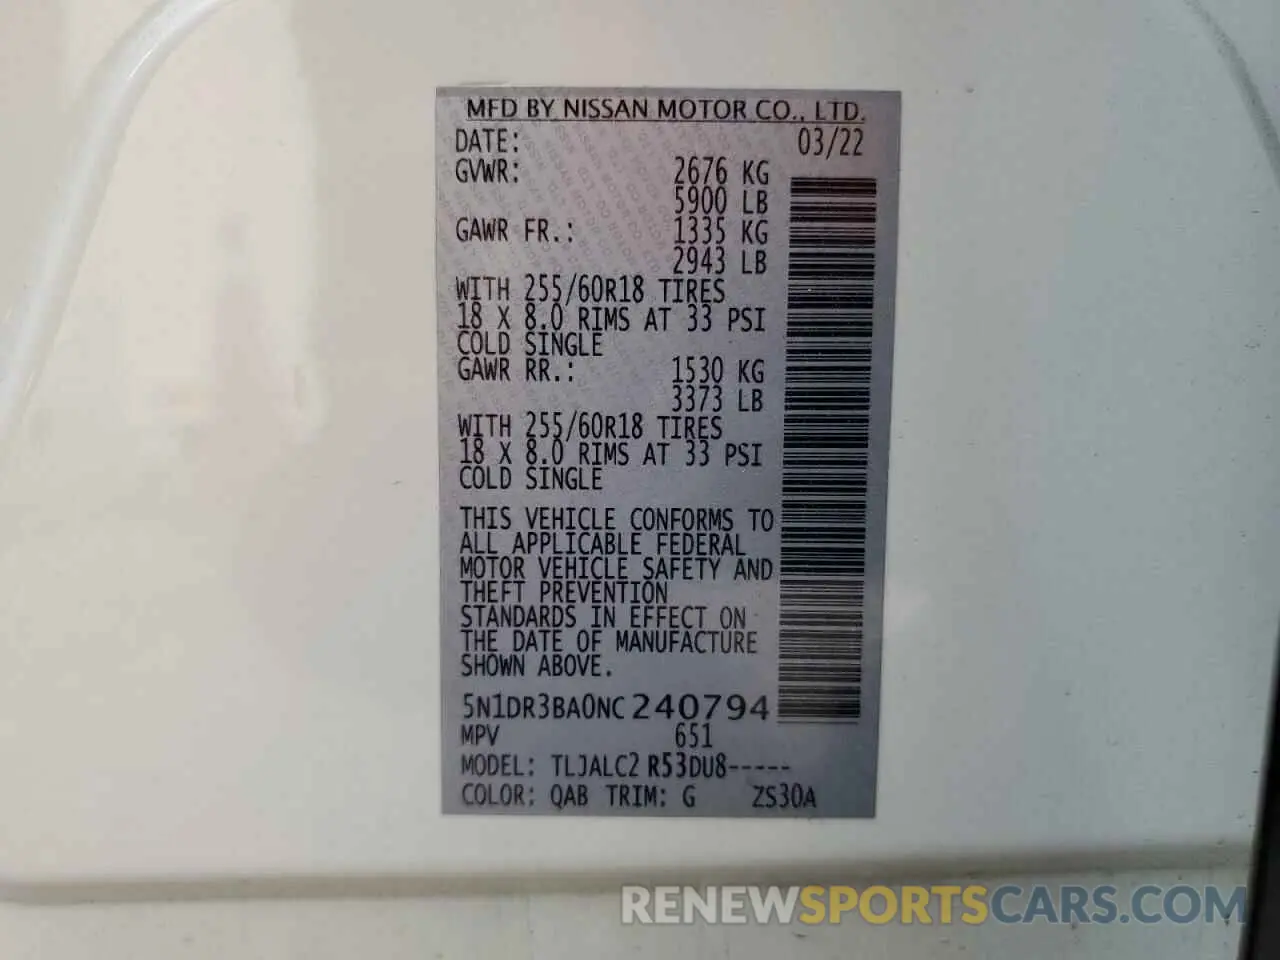 MFD BY NISSAN MOTOR CO., LTD.
DATE: 03/22
GVWR: 2676 KG
5900 LB
GAWR FR.: 1335 KG
2943 LB
WITH 255/60R18 TIRES
18 X 8.0 RIMS AT 33 PSI
COLD SINGLE
GAWR RR.: 1530 KG
3373 LB
WITH 255/60R18 TIRES
18 X 8.0 RIMS AT 33 PSI
COLD SINGLE
THIS VEHICLE CONFORMS TO
ALL APPLICABLE FEDERAL
MOTOR VEHICLE SAFETY AND
THEFT PREVENTION
STANDARDS IN EFFECT ON
THE DATE OF MANUFACTURE
SHOWN ABOVE.
5N1DR3BA0NC240794
MPV 651
MODEL: TLJALC2 R53DU8-----
COLOR: QAB TRIM: G ZS30A
RENEWSPORTSCARS.COM